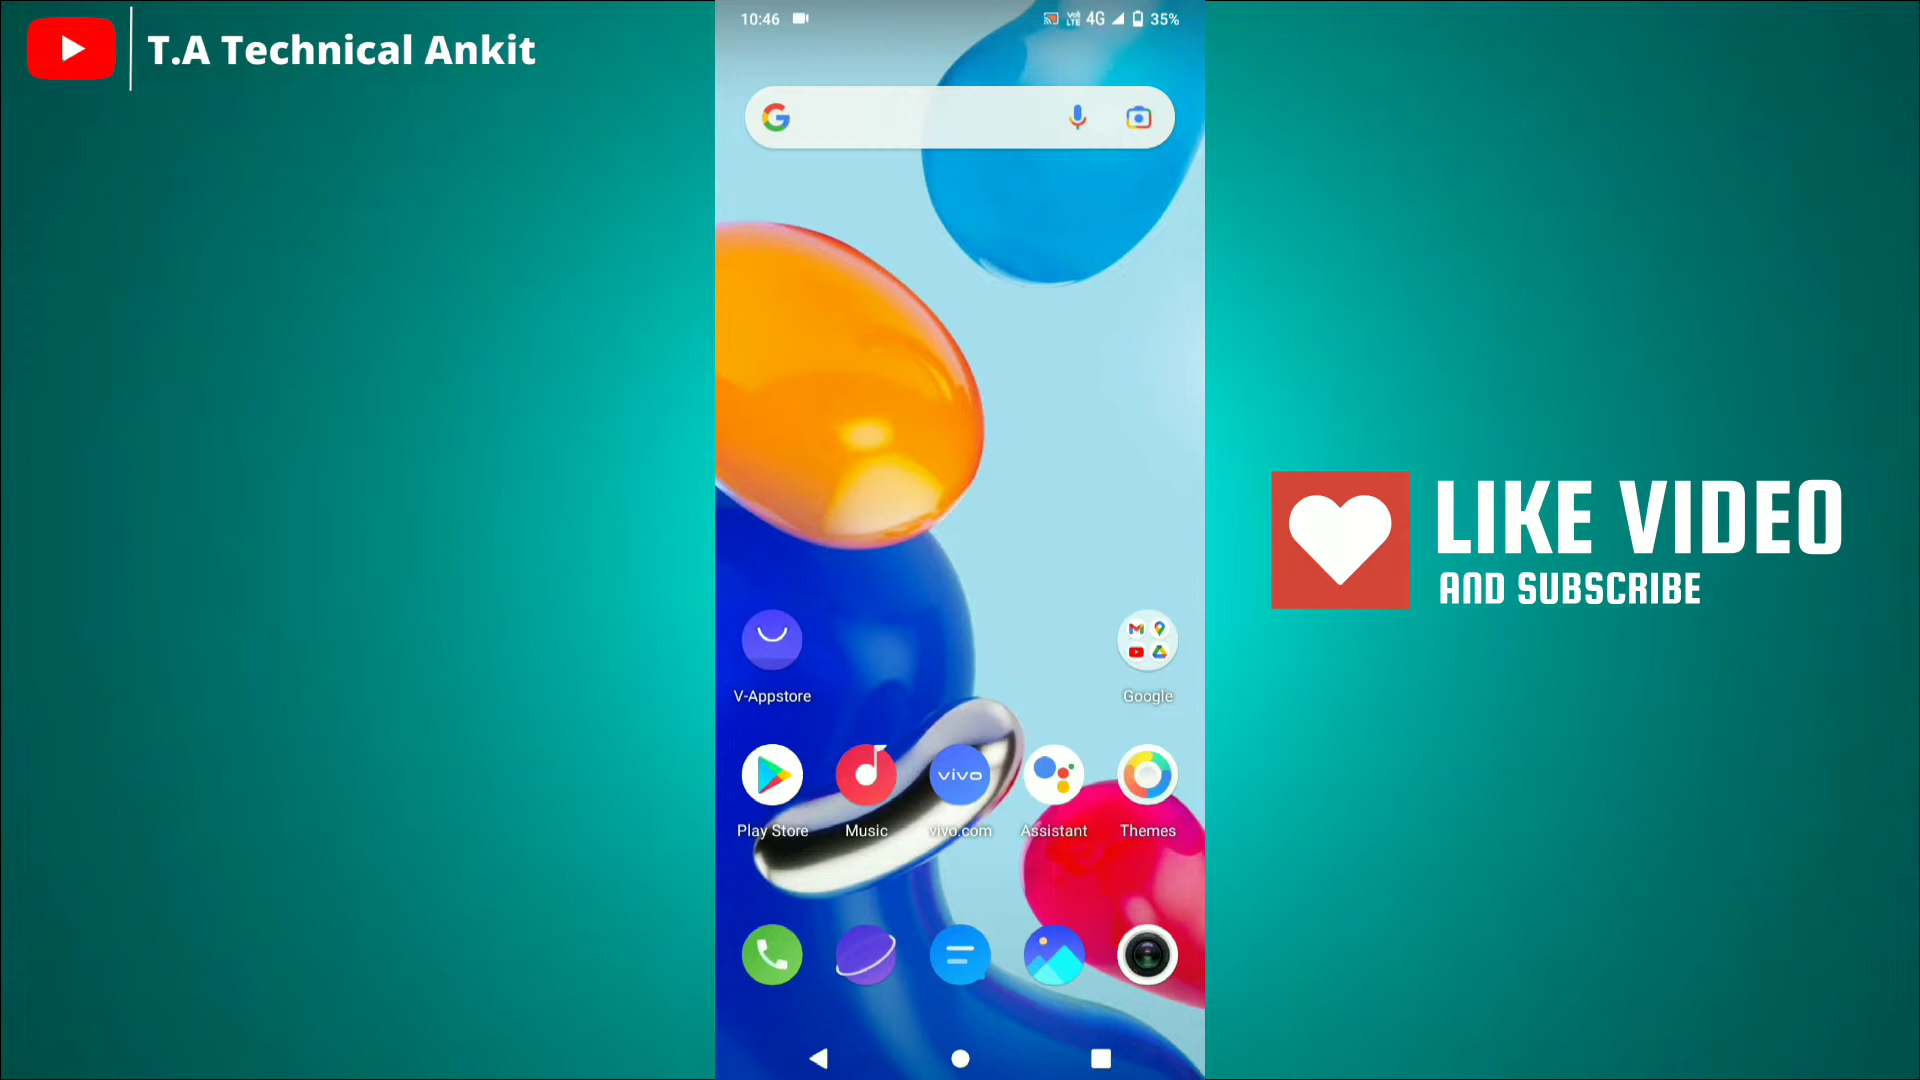 T.A Technical Ankit
10:46
VoLTE 4G 35%
LIKE VIDEO
AND SUBSCRIBE
V-Appstore
Google
vivo
Play Store
Music
vivo.com
Assistant
Themes